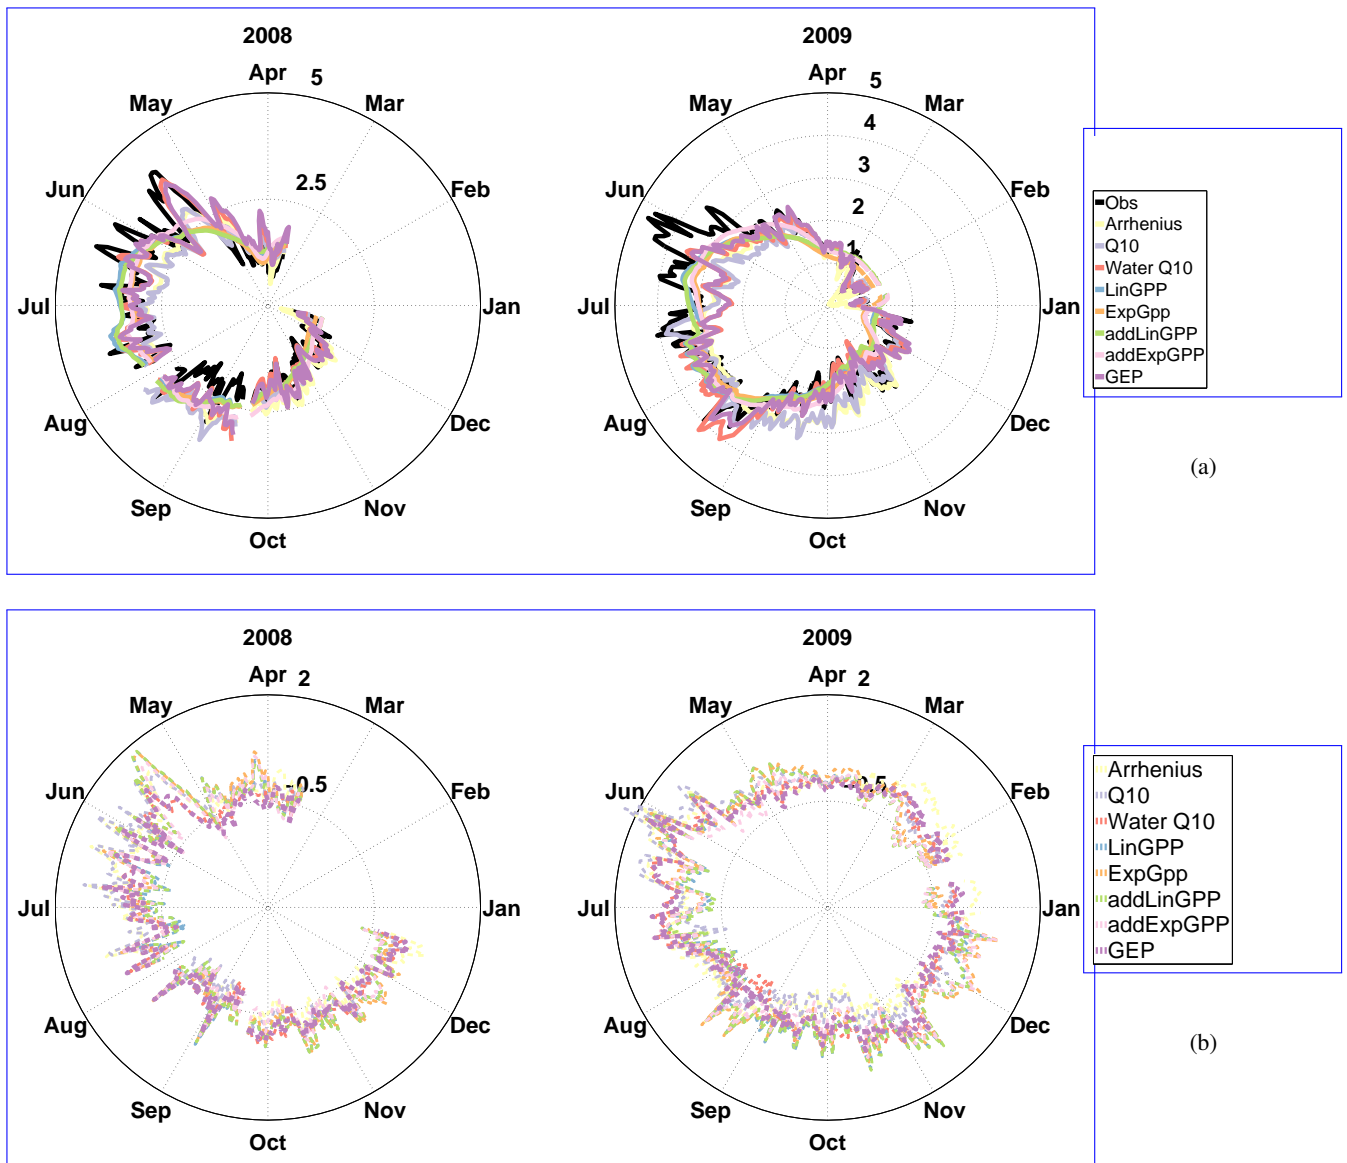 2008
2009
Apr 5
Apr 5
May
Mar
May
4
Mar
3
2.5
2
Jun
Feb
Jun
Feb
1
Jul
Jan
Jul
Jan
Aug
Dec
Aug
Dec
Sep
Nov
Sep
Nov
Oct
Oct
Obs
Arrhenius
Q10
Water Q10
LinGPP
ExpGpp
addLinGPP
addExpGPP
GEP
(a)
2008
2009
Apr 2
Apr 2
May
Mar
May
Mar
-0.5
-0.5
Jun
Feb
Jun
Feb
Jul
Jan
Jul
Jan
Aug
Dec
Aug
Dec
Sep
Nov
Sep
Nov
Oct
Oct
Arrhenius
Q10
Water Q10
LinGPP
ExpGpp
addLinGPP
addExpGPP
GEP
(b)